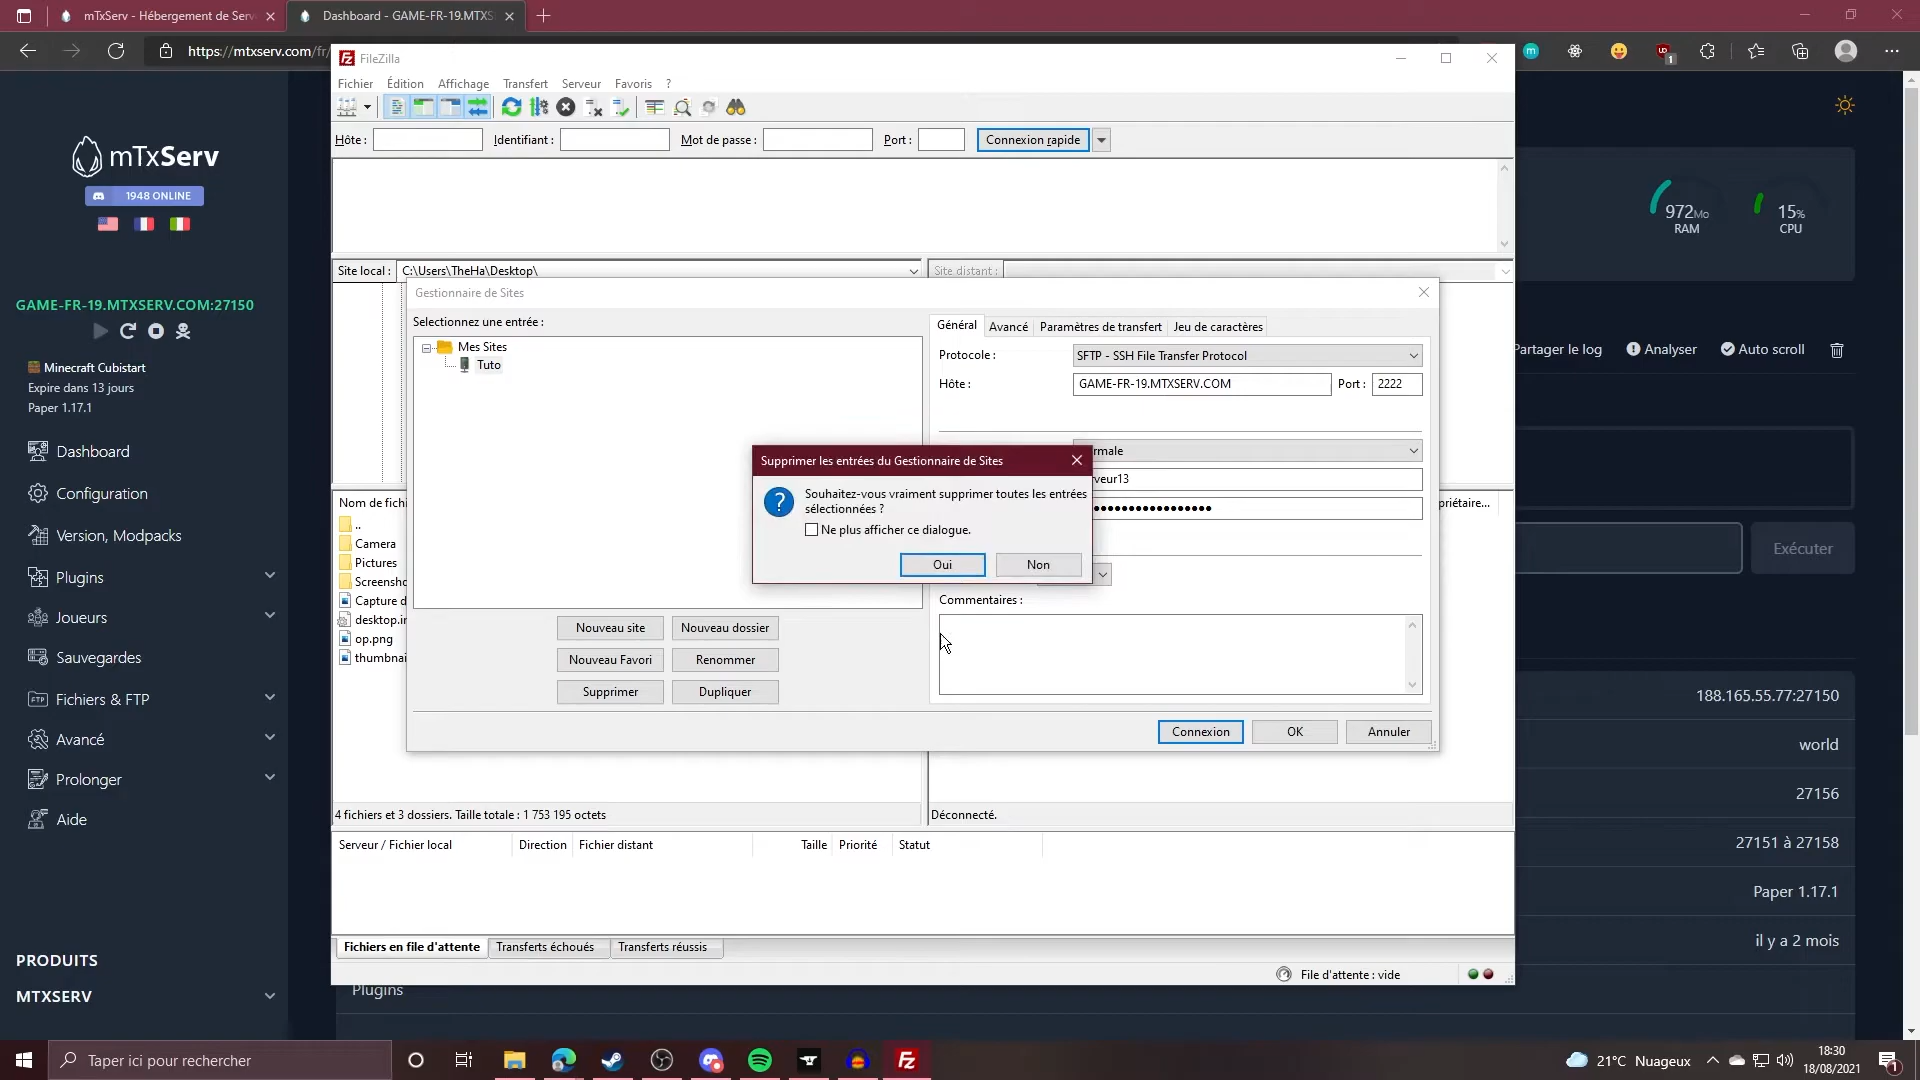 mTxServ - Hébergement de Serv
Dashboard - GAME-FR-19.MTXS
https://mtxserv.com/fr/
mTxServ
1948 ONLINE
GAME-FR-19.MTXSERV.COM:27150
Minecraft Cubistart
Expire dans 13 jours
Paper 1.17.1
Dashboard
Configuration
Version, Modpacks
Plugins
Joueurs
Sauvegardes
FTP
Fichiers & FTP
Avancé
Prolonger
Aide
PRODUITS
MTXSERV
FileZilla
Fichier Édition Affichage Transfert Serveur Favoris ?
Hôte : Identifiant : Mot de passe : Port : Connexion rapide
Site local : C:\Users\TheHa\Desktop\
Site distant :
Gestionnaire de Sites
Selectionnez une entrée :
Mes Sites
Tuto
Nouveau site Nouveau dossier
Nouveau Favori Renommer
Supprimer Dupliquer
Général Avancé Paramètres de transfert Jeu de caractères
Protocole : SFTP - SSH File Transfer Protocol
Hôte : GAME-FR-19.MTXSERV.COM Port : 2222
rmale
veur13
Commentaires :
Connexion OK Annuler
Supprimer les entrées du Gestionnaire de Sites
Souhaitez-vous vraiment supprimer toutes les entrées
sélectionnées ?
Ne plus afficher ce dialogue.
Oui Non
Nom de fichi
..
Camera
Pictures
Screensho
Capture d
desktop.in
op.png
thumbnai
priétaire...
4 fichiers et 3 dossiers. Taille totale : 1 753 195 octets
Déconnecté.
Serveur / Fichier local Direction Fichier distant Taille Priorité Statut
Fichiers en file d'attente Transferts échoués Transferts réussis
File d'attente : vide
Plugins
972Mo
RAM
15%
CPU
Partager le log Analyser Auto scroll
Exécuter
188.165.55.77:27150
world
27156
27151 à 27158
Paper 1.17.1
il y a 2 mois
Taper ici pour rechercher
21°C Nuageux
18:30
18/08/2021
1